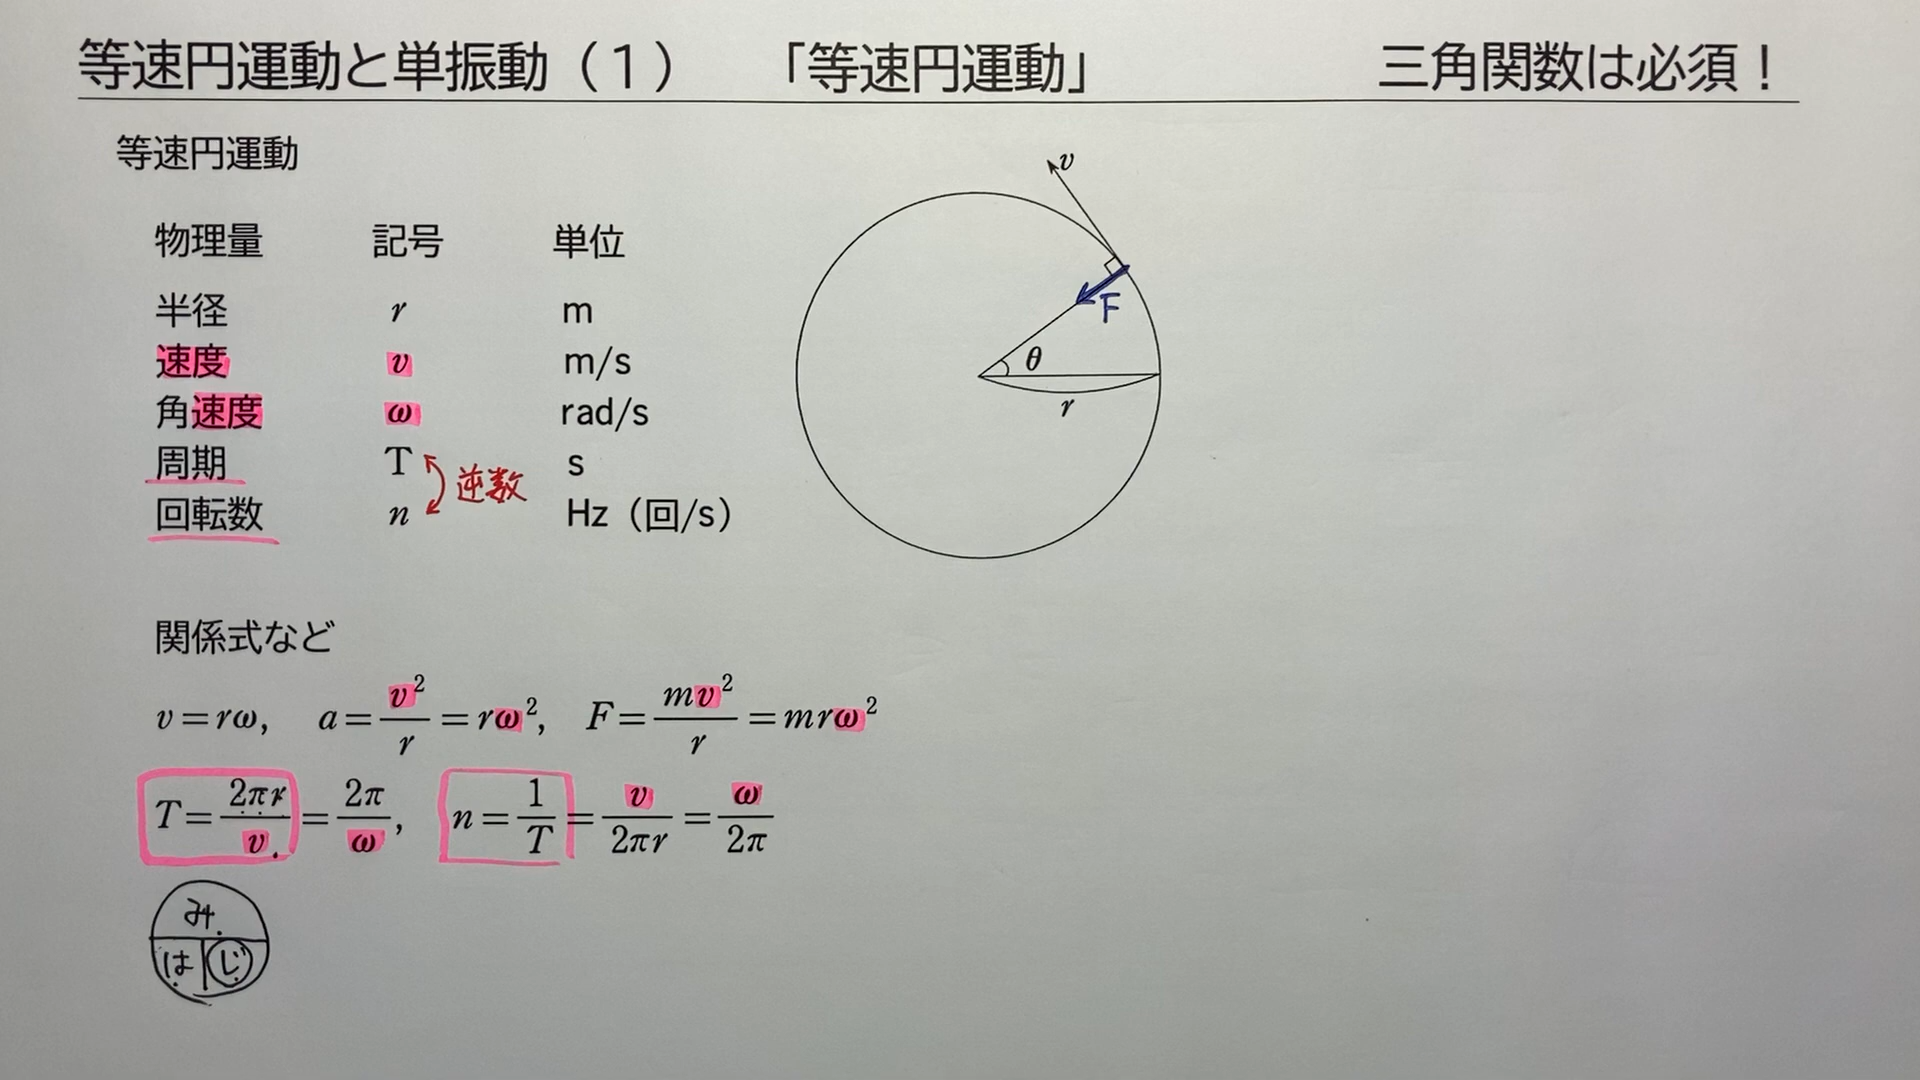 等速円運動と単振動（1）　「等速円運動」　三角関数は必須！
等速円運動
物理量　記号　単位
半径　r　m
速度　v　m/s
角速度　ω　rad/s
周期　T　s
逆数
回転数　n　Hz（回/s）
v
F
θ
r
関係式など
v=rω,　a=v²/r=rω²,　F=mv²/r=mrω²
T=2πr/v=2π/ω,　n=1/T=v/2πr=ω/2π
み
は じ